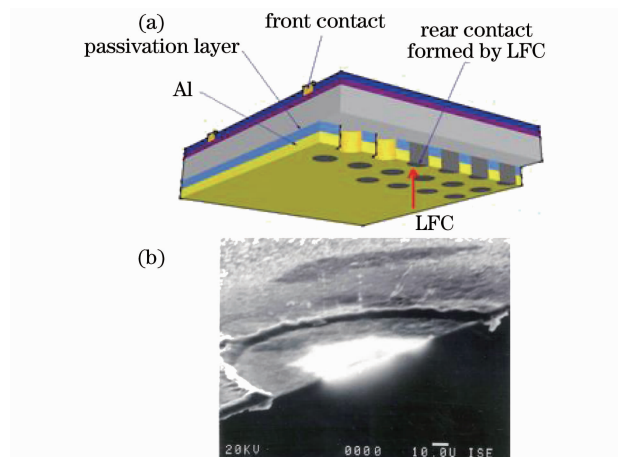 (a)
front contact
rear contact
formed by LFC
passivation layer
Al
LFC
(b)
20KV 0000 10.0U ISE